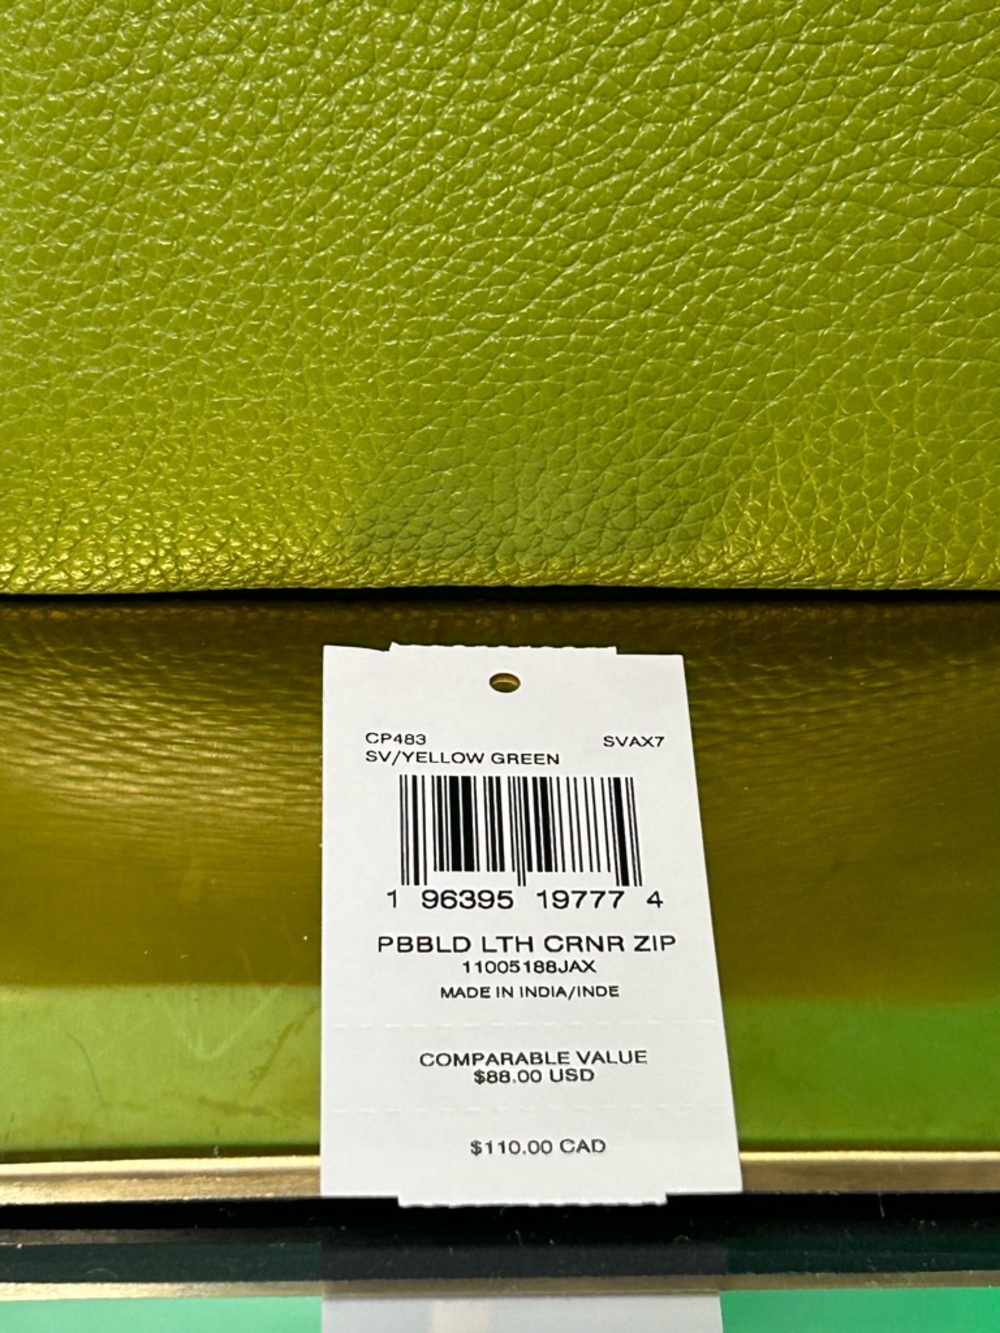 CP483 SVAX7
SV/YELLOW GREEN
1 96395 19777 4
PBBLD LTH CRNR ZIP
11005188JAX
MADE IN INDIA/INDE
COMPARABLE VALUE
$88.00 USD
$110.00 CAD